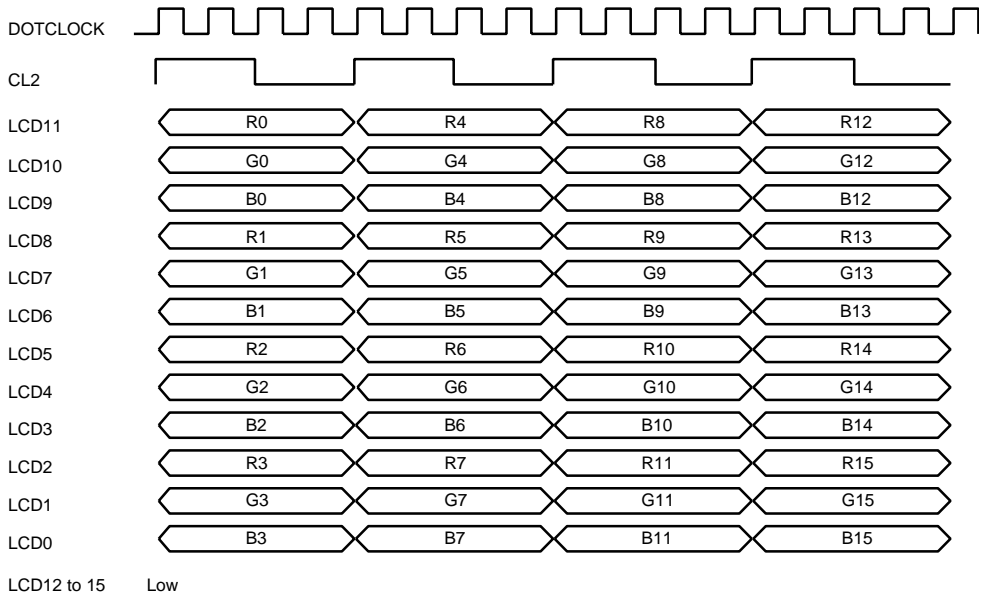 DOTCLOCK
CL2
LCD11 R0 R4 R8 R12
LCD10 G0 G4 G8 G12
LCD9 B0 B4 B8 B12
LCD8 R1 R5 R9 R13
LCD7 G1 G5 G9 G13
LCD6 B1 B5 B9 B13
LCD5 R2 R6 R10 R14
LCD4 G2 G6 G10 G14
LCD3 B2 B6 B10 B14
LCD2 R3 R7 R11 R15
LCD1 G3 G7 G11 G15
LCD0 B3 B7 B11 B15
LCD12 to 15 Low